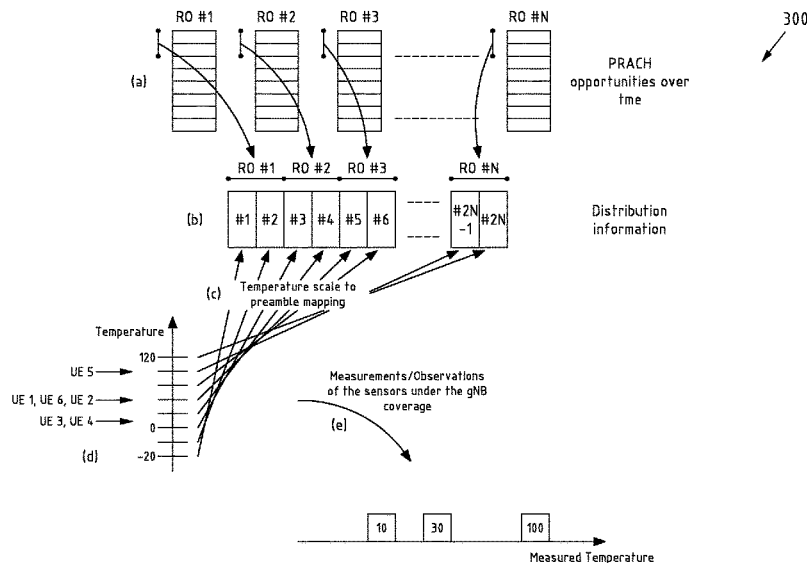 RO #1 RO #2 RO #3 RO #N
300
(a)
PRACH
opportunities over
tme
RO #1 RO #2 RO #3 RO #N
(b)
#1 #2 #3 #4 #5 #6 #2N
-1 #2N
Distribution
information
(c)
Temperature scale to
preamble mapping
Temperature
120
UE 5
UE 1, UE 6, UE 2
UE 3, UE 4
0
(d)
-20
Measurements/Observations
of the sensors under the gNB
coverage
(e)
10 30 100
Measured Temperature